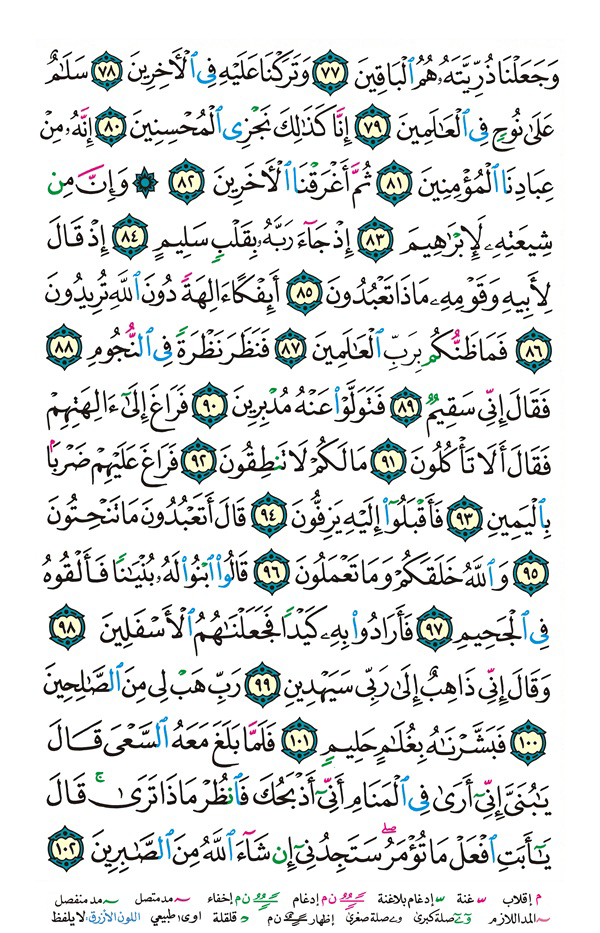 وَجَعَلْنَا ذُرِّيَّتَهُۥ هُمُ ٱلْبَاقِينَ ٧٧ وَتَرَكْنَا عَلَيْهِ فِى ٱلْأَخِرِينَ ٧٨ سَلَٰمٌ
عَلَىٰ نُوحٍ فِى ٱلْعَٰلَمِينَ ٧٩ إِنَّا كَذَٰلِكَ نَجْزِى ٱلْمُحْسِنِينَ ٨٠ إِنَّهُۥ مِنْ
عِبَادِنَا ٱلْمُؤْمِنِينَ ٨١ ثُمَّ أَغْرَقْنَا ٱلْأَخَرِينَ ٨٢ ۞ وَإِنَّ مِن
شِيعَتِهِۦ لَإِبْرَٰهِيمَ ٨٣ إِذْ جَآءَ رَبَّهُۥ بِقَلْبٍ سَلِيمٍ ٨٤ إِذْ قَالَ
لِأَبِيهِ وَقَوْمِهِۦ مَاذَا تَعْبُدُونَ ٨٥ أَئِفْكًا ءَالِهَةً دُونَ ٱللَّهِ تُرِيدُونَ
٨٦ فَمَا ظَنُّكُم بِرَبِّ ٱلْعَٰلَمِينَ ٨٧ فَنَظَرَ نَظْرَةً فِى ٱلنُّجُومِ ٨٨
فَقَالَ إِنِّى سَقِيمٌ ٨٩ فَتَوَلَّوْا۟ عَنْهُ مُدْبِرِينَ ٩٠ فَرَاغَ إِلَىٰٓ ءَالِهَتِهِمْ
فَقَالَ أَلَا تَأْكُلُونَ ٩١ مَا لَكُمْ لَا تَنطِقُونَ ٩٢ فَرَاغَ عَلَيْهِمْ ضَرْبًۢا
بِٱلْيَمِينِ ٩٣ فَأَقْبَلُوٓا۟ إِلَيْهِ يَزِفُّونَ ٩٤ قَالَ أَتَعْبُدُونَ مَا تَنْحِتُونَ
٩٥ وَٱللَّهُ خَلَقَكُمْ وَمَا تَعْمَلُونَ ٩٦ قَالُوا۟ ٱبْنُوا۟ لَهُۥ بُنْيَٰنًا فَأَلْقُوهُ
فِى ٱلْجَحِيمِ ٩٧ فَأَرَادُوا۟ بِهِۦ كَيْدًا فَجَعَلْنَٰهُمُ ٱلْأَسْفَلِينَ ٩٨
وَقَالَ إِنِّى ذَاهِبٌ إِلَىٰ رَبِّى سَيَهْدِينِ ٩٩ رَبِّ هَبْ لِى مِنَ ٱلصَّٰلِحِينَ
١٠٠ فَبَشَّرْنَٰهُ بِغُلَٰمٍ حَلِيمٍ ١٠١ فَلَمَّا بَلَغَ مَعَهُ ٱلسَّعْىَ قَالَ
يَٰبُنَىَّ إِنِّىٓ أَرَىٰ فِى ٱلْمَنَامِ أَنِّىٓ أَذْبَحُكَ فَٱنظُرْ مَاذَا تَرَىٰ ۚ قَالَ
يَٰٓأَبَتِ ٱفْعَلْ مَا تُؤْمَرُ ۖ سَتَجِدُنِىٓ إِن شَآءَ ٱللَّهُ مِنَ ٱلصَّٰبِرِينَ ١٠٢
م إقلاب غنة إدغام بلاغنة ن م إدغام ن م إخفاء مد متصل مد منفصل
المد اللازم صلة كبرى وے صلة صغرى إظهار ن م قلقلة اوى؛ طبيعي اللون الأزرق: لا يلفظ